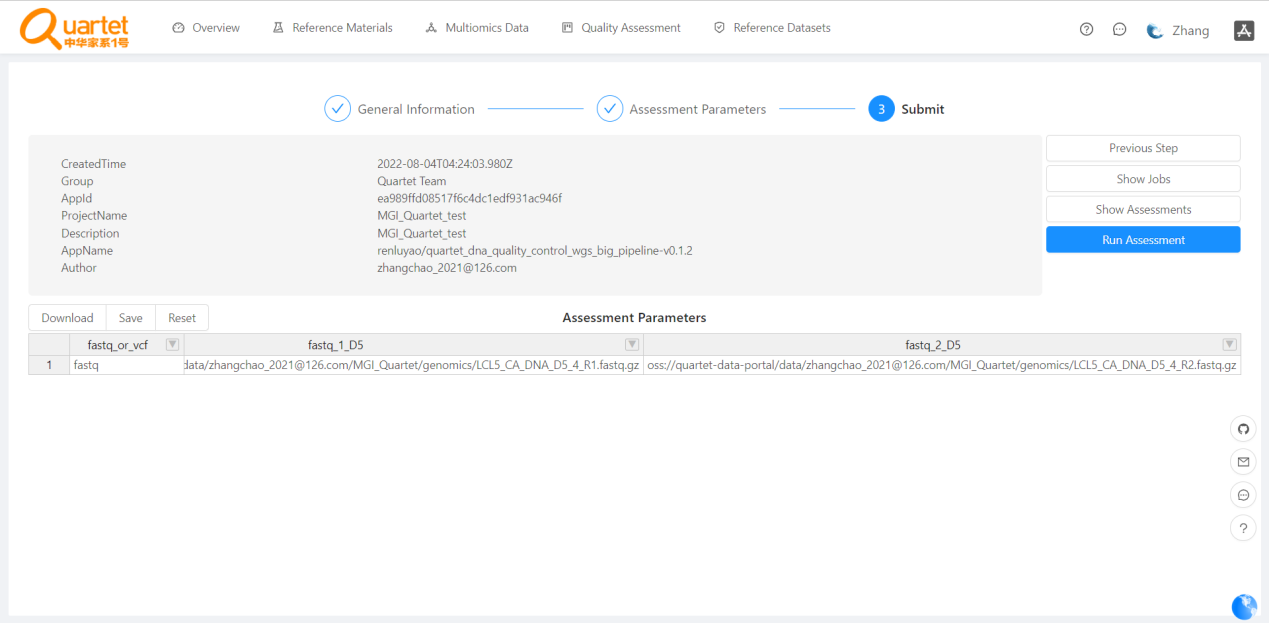 Quartet
中华家系1号
Overview Reference Materials Multiomics Data Quality Assessment Reference Datasets Zhang
General Information Assessment Parameters 3 Submit
CreatedTime 2022-08-04T04:24:03.980Z
Group Quartet Team
AppId ea989ffd08517f6c4dc1edf931ac946f
ProjectName MGI_Quartet_test
Description MGI_Quartet_test
AppName renluyao/quartet_dna_quality_control_wgs_big_pipeline-v0.1.2
Author zhangchao_2021@126.com
Previous Step
Show Jobs
Show Assessments
Run Assessment
Download Save Reset Assessment Parameters
fastq_or_vcf fastq_1_D5 fastq_2_D5
1 fastq data/zhangchao_2021@126.com/MGI_Quartet/genomics/LCL5_CA_DNA_D5_4_R1.fastq.gz oss://quartet-data-portal/data/zhangchao_2021@126.com/MGI_Quartet/genomics/LCL5_CA_DNA_D5_4_R2.fastq.gz